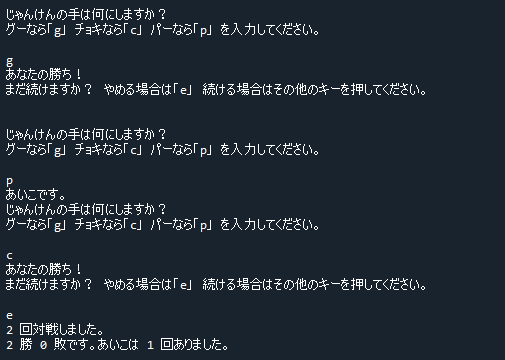 じゃんけんの手は何にしますか？
グーなら「g」 チョキなら「c」 パーなら「p」 を入力してください。
g
あなたの勝ち！
まだ続けますか？ やめる場合は「e」 続ける場合はその他のキーを押してください。
じゃんけんの手は何にしますか？
グーなら「g」 チョキなら「c」 パーなら「p」 を入力してください。
p
あいこです。
じゃんけんの手は何にしますか？
グーなら「g」 チョキなら「c」 パーなら「p」 を入力してください。
c
あなたの勝ち！
まだ続けますか？ やめる場合は「e」 続ける場合はその他のキーを押してください。
e
2 回対戦しました。
2 勝 0 敗です。あいこは 1 回ありました。